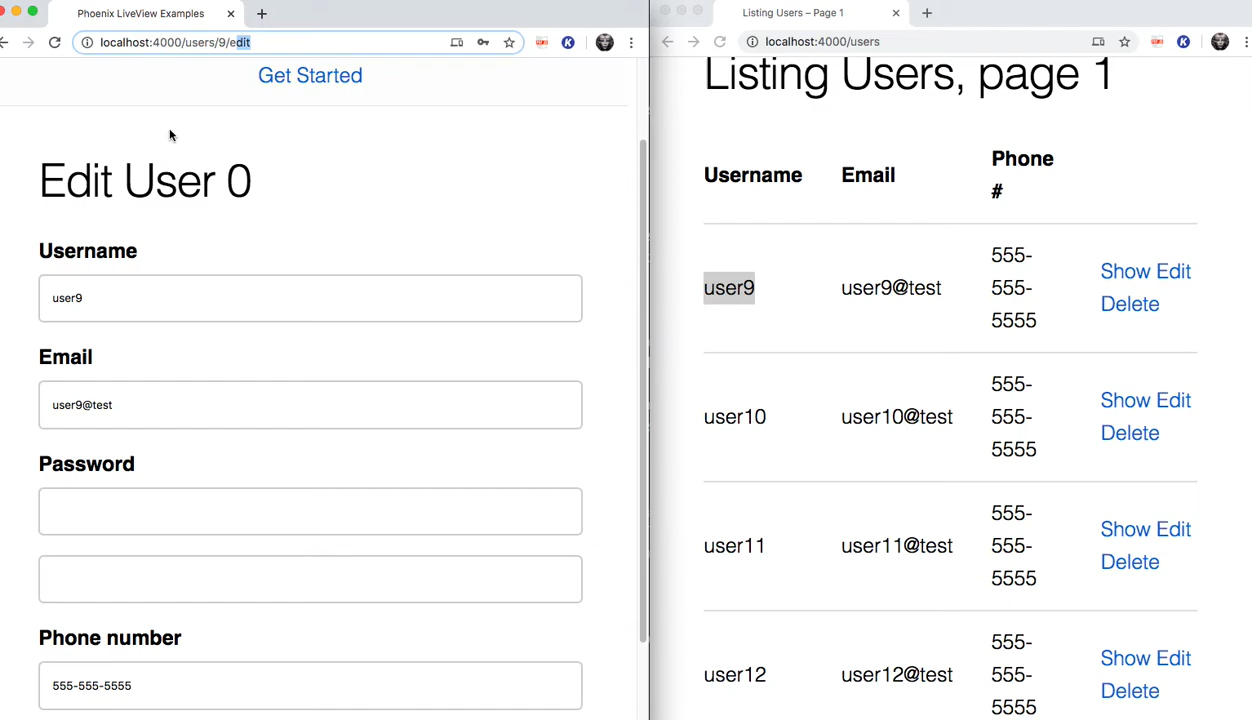 Phoenix LiveView Examples
localhost:4000/users/9/edit
Get Started
Edit User 0
Username
user9
Email
user9@test
Password
Phone number
555-555-5555
Listing Users – Page 1
localhost:4000/users
Listing Users, page 1
Username Email Phone #
user9 user9@test 555-555-5555 Show Edit Delete
user10 user10@test 555-555-5555 Show Edit Delete
user11 user11@test 555-555-5555 Show Edit Delete
user12 user12@test 555-555-5555 Show Edit Delete